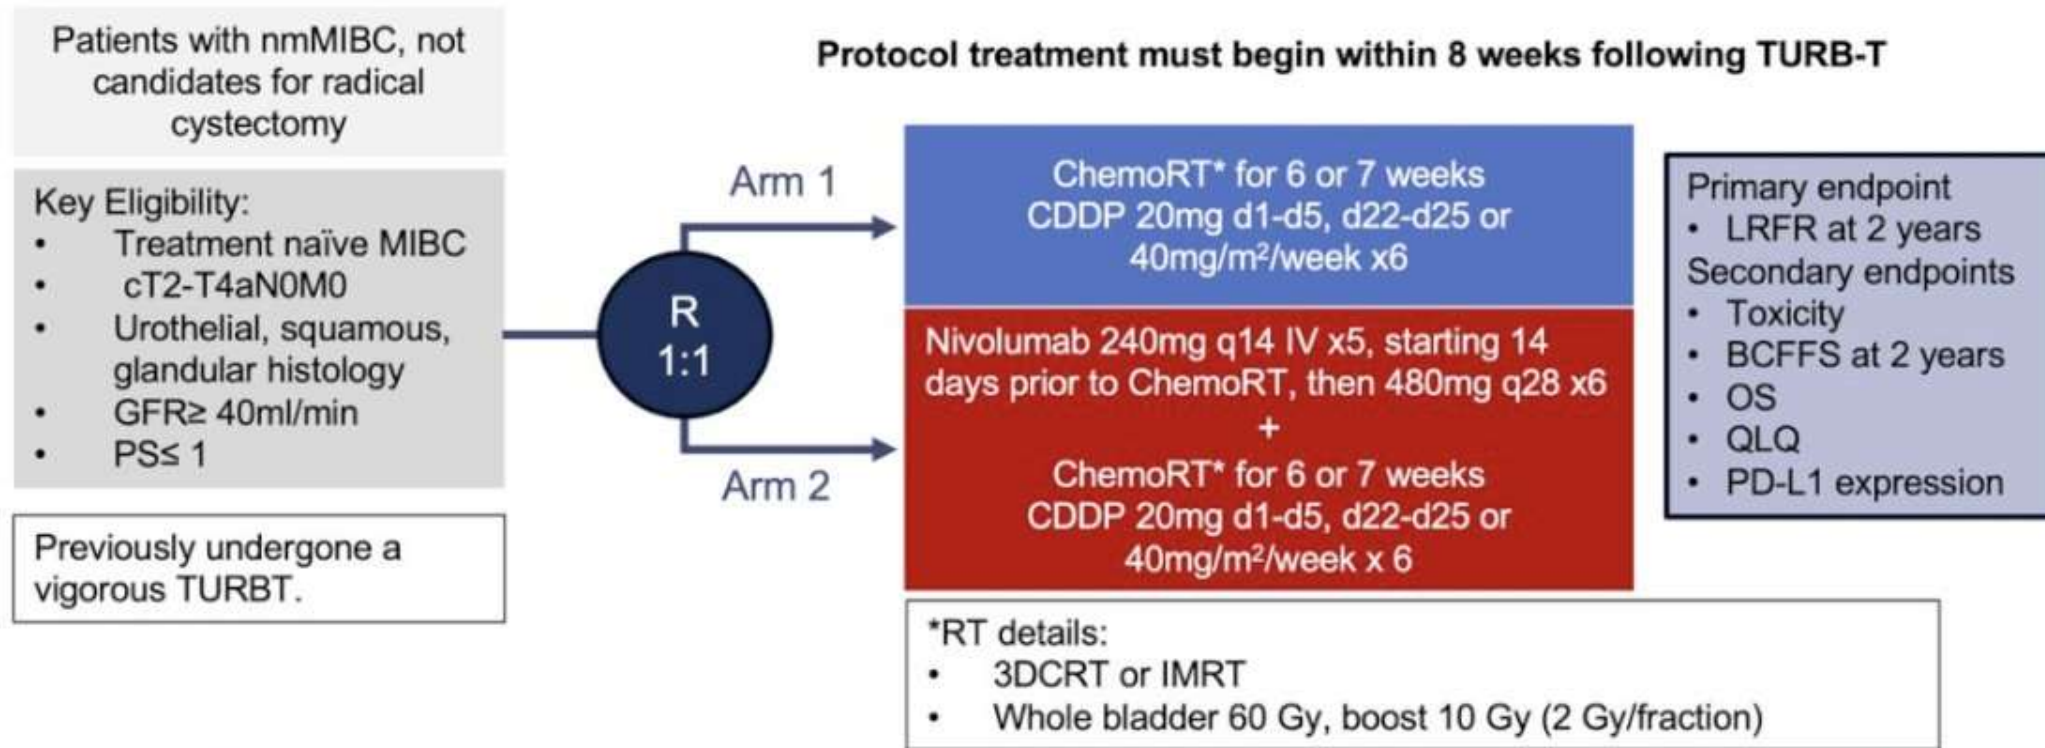 Patients with nmMIBC, not
candidates for radical
cystectomy
Key Eligibility:
• Treatment naïve MIBC
• cT2-T4aN0M0
• Urothelial, squamous,
glandular histology
• GFR≥ 40ml/min
• PS≤ 1
Previously undergone a
vigorous TURBT.
R
1:1
Arm 1
Arm 2
Protocol treatment must begin within 8 weeks following TURB-T
ChemoRT* for 6 or 7 weeks
CDDP 20mg d1-d5, d22-d25 or
40mg/m²/week x6
Nivolumab 240mg q14 IV x5, starting 14
days prior to ChemoRT, then 480mg q28 x6
+
ChemoRT* for 6 or 7 weeks
CDDP 20mg d1-d5, d22-d25 or
40mg/m²/week x 6
Primary endpoint
• LRFR at 2 years
Secondary endpoints
• Toxicity
• BCFFS at 2 years
• OS
• QLQ
• PD-L1 expression
*RT details:
• 3DCRT or IMRT
• Whole bladder 60 Gy, boost 10 Gy (2 Gy/fraction)